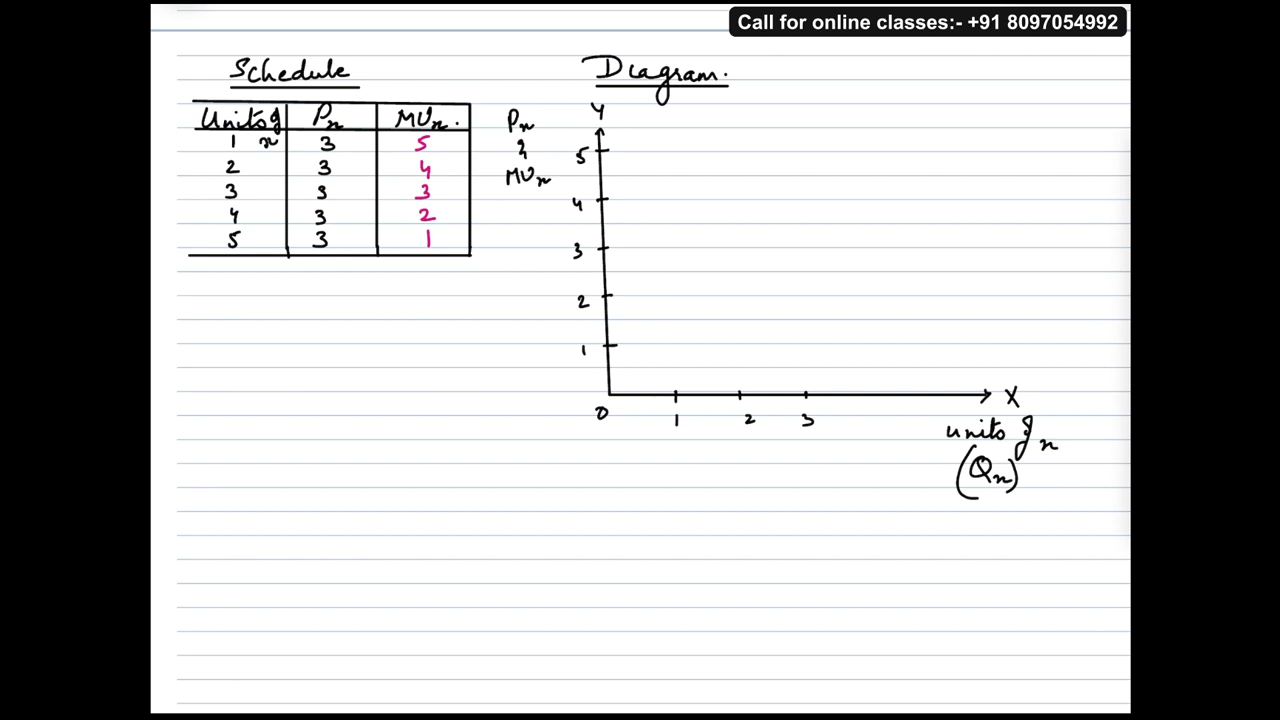 Call for online classes:- +91 8097054992
Schedule
Units of x Px MUx.
1 3 5
2 3 4
3 3 3
4 3 2
5 3 1
Diagram.
Y
Px
&
MUx
5
4
3
2
1
0 1 2 3
X
units of x
(Qx)